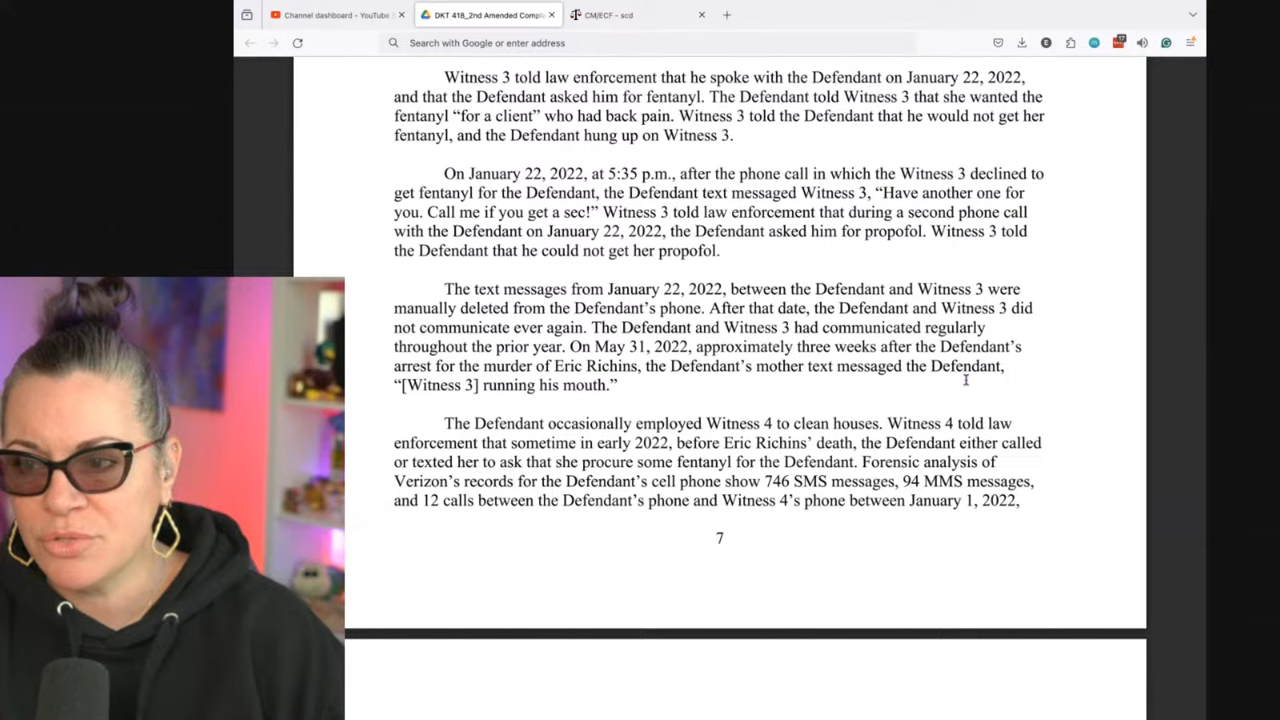 Channel dashboard - YouTube
DKT 418_2nd Amended Compla
CM/ECF - scd
Search with Google or enter address
17
Witness 3 told law enforcement that he spoke with the Defendant on January 22, 2022,
and that the Defendant asked him for fentanyl. The Defendant told Witness 3 that she wanted the
fentanyl “for a client” who had back pain. Witness 3 told the Defendant that he would not get her
fentanyl, and the Defendant hung up on Witness 3.
On January 22, 2022, at 5:35 p.m., after the phone call in which the Witness 3 declined to
get fentanyl for the Defendant, the Defendant text messaged Witness 3, “Have another one for
you. Call me if you get a sec!” Witness 3 told law enforcement that during a second phone call
with the Defendant on January 22, 2022, the Defendant asked him for propofol. Witness 3 told
the Defendant that he could not get her propofol.
The text messages from January 22, 2022, between the Defendant and Witness 3 were
manually deleted from the Defendant’s phone. After that date, the Defendant and Witness 3 did
not communicate ever again. The Defendant and Witness 3 had communicated regularly
throughout the prior year. On May 31, 2022, approximately three weeks after the Defendant’s
arrest for the murder of Eric Richins, the Defendant’s mother text messaged the Defendant,
“[Witness 3] running his mouth.”
The Defendant occasionally employed Witness 4 to clean houses. Witness 4 told law
enforcement that sometime in early 2022, before Eric Richins’ death, the Defendant either called
or texted her to ask that she procure some fentanyl for the Defendant. Forensic analysis of
Verizon’s records for the Defendant’s cell phone show 746 SMS messages, 94 MMS messages,
and 12 calls between the Defendant’s phone and Witness 4’s phone between January 1, 2022,
7